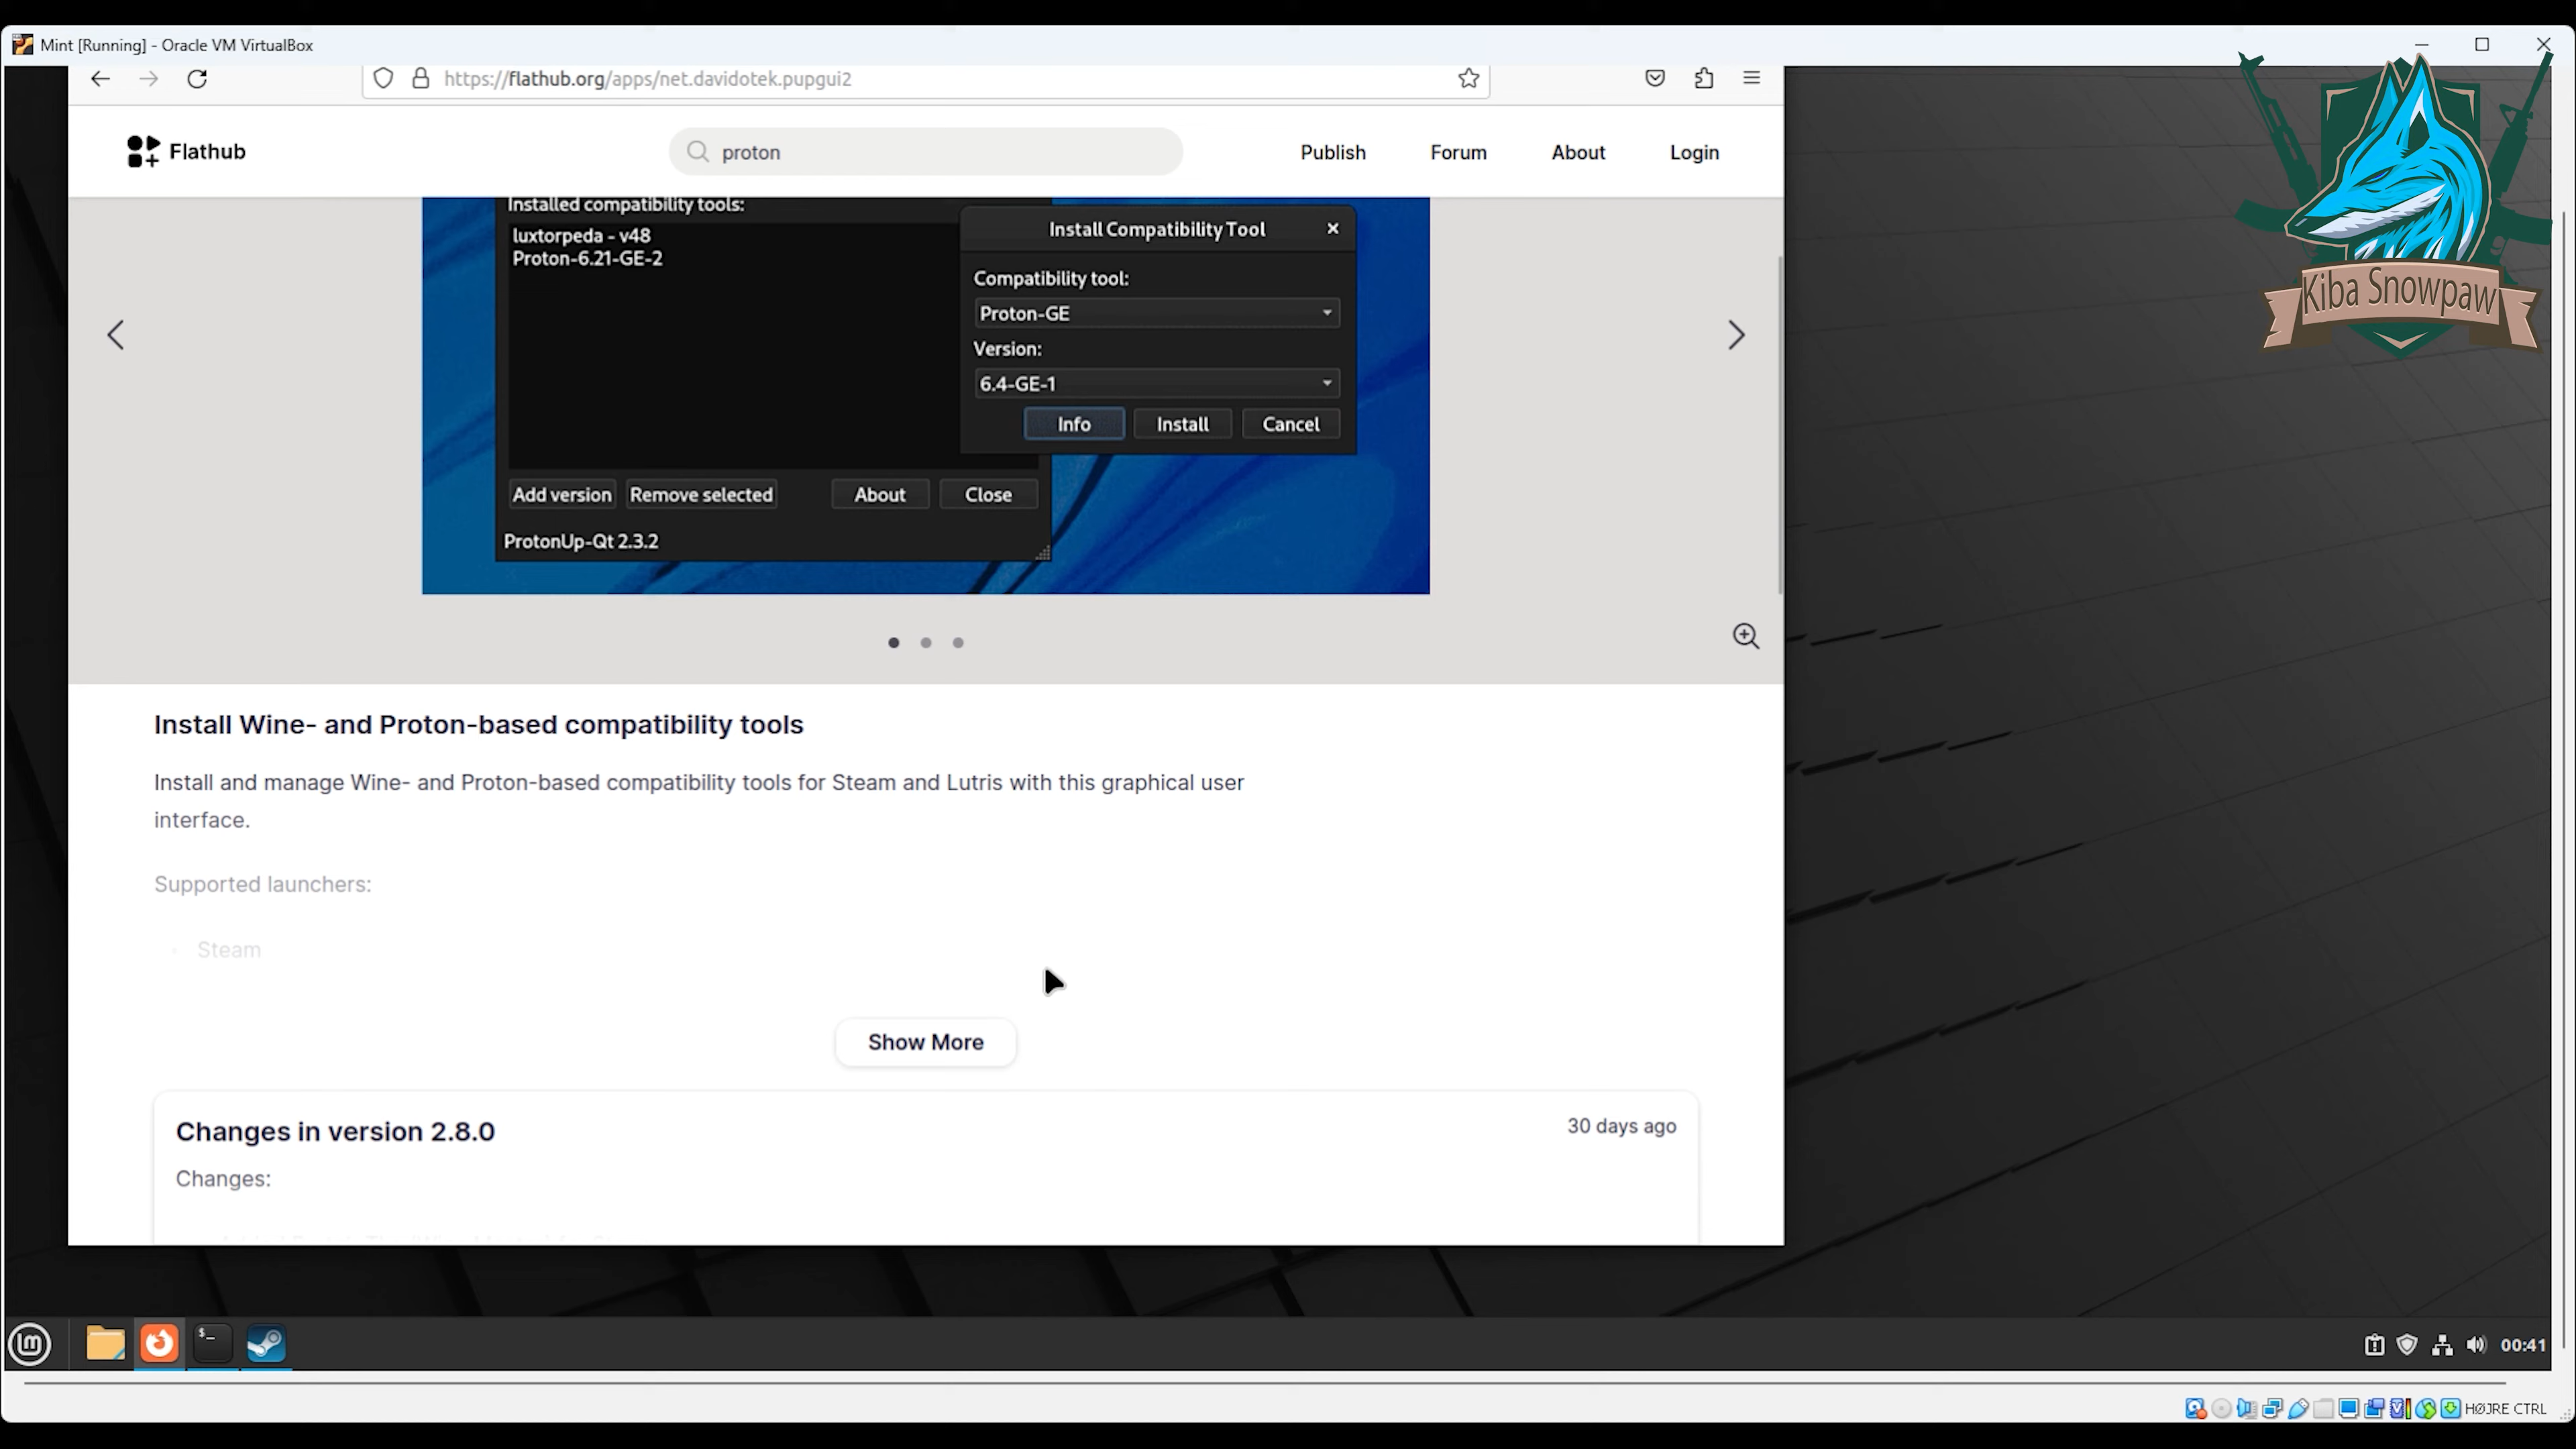 Mint [Running] - Oracle VM VirtualBox
https://flathub.org/apps/net.davidotek.pupgui2
Flathub
proton
Publish
Forum
About
Login
Kiba Snowpaw
Installed compatibility tools:
luxtorpeda - v48
Proton-6.21-GE-2
Install Compatibility Tool
Compatibility tool:
Proton-GE
Version:
6.4-GE-1
Info
Install
Cancel
Add version
Remove selected
About
Close
ProtonUp-Qt 2.3.2
Install Wine- and Proton-based compatibility tools
Install and manage Wine- and Proton-based compatibility tools for Steam and Lutris with this graphical user
interface.
Supported launchers:
Steam
Show More
Changes in version 2.8.0
30 days ago
Changes:
00:41
HØJRE CTRL